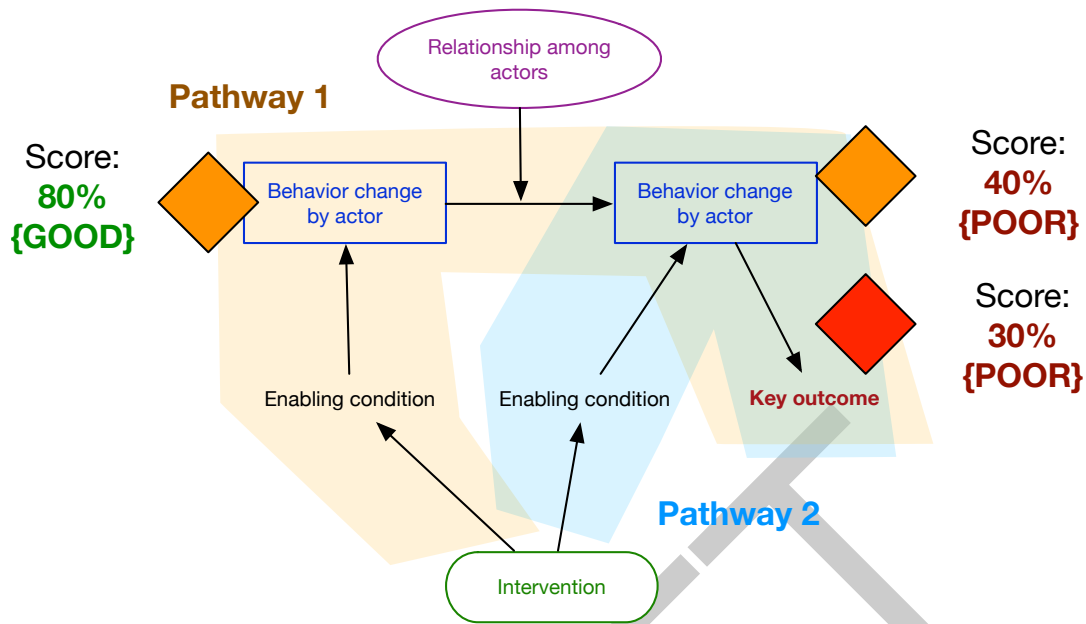 Relationship among
actors
Pathway 1
Score:
80%
{GOOD}
Behavior change
by actor
Behavior change
by actor
Score:
40%
{POOR}
Score:
30%
{POOR}
Enabling condition
Enabling condition
Key outcome
Pathway 2
Intervention